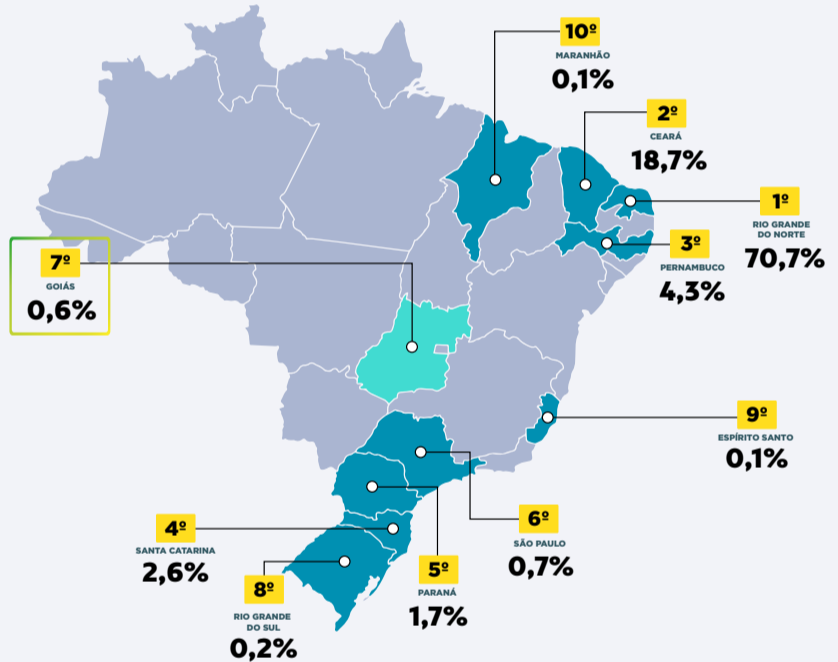 10º
MARANHÃO
0,1%
2º
CEARÁ
18,7%
1º
RIO GRANDE
DO NORTE
70,7%
3º
PERNAMBUCO
4,3%
7º
GOIÁS
0,6%
9º
ESPÍRITO SANTO
0,1%
6º
SÃO PAULO
0,7%
4º
SANTA CATARINA
2,6%
5º
PARANÁ
1,7%
8º
RIO GRANDE
DO SUL
0,2%